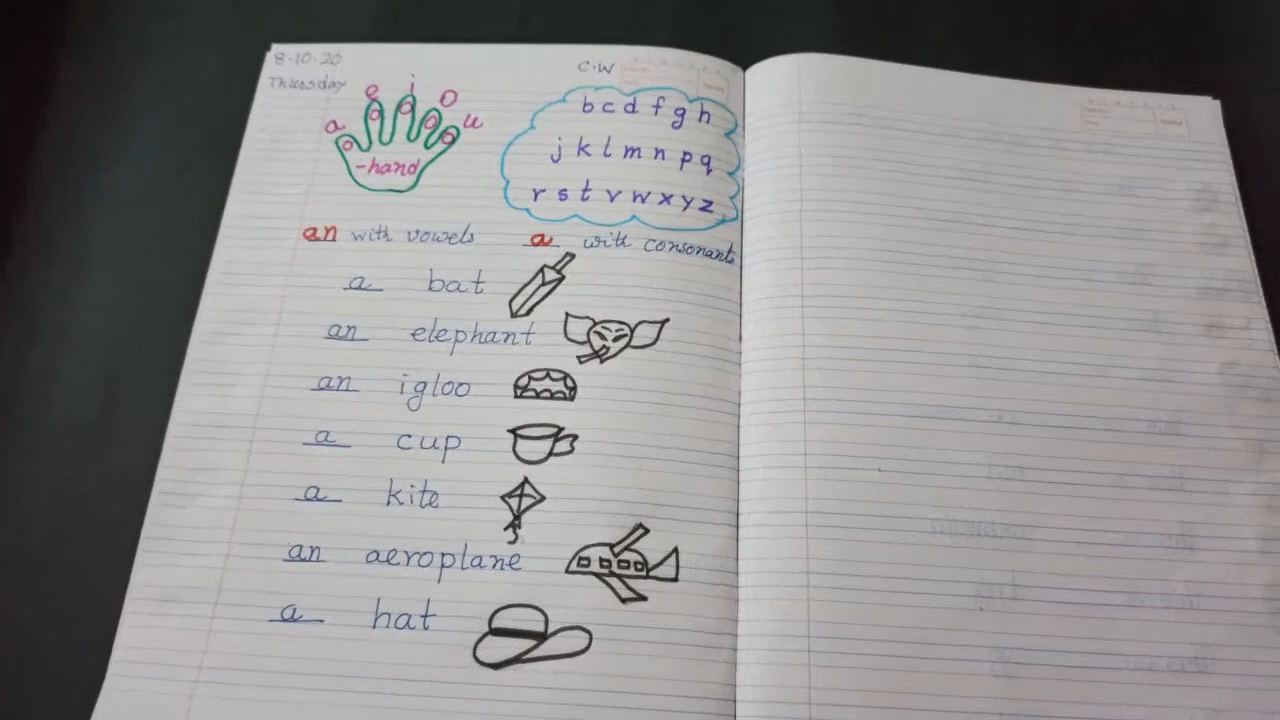 8.10.20
Thursday
C.W
a e i o u
-hand
b c d f g h
j k l m n p q
r s t v w x y z
an with vowels
a with consonants
a bat
an elephant
an igloo
a cup
a kite
an aeroplane
a hat